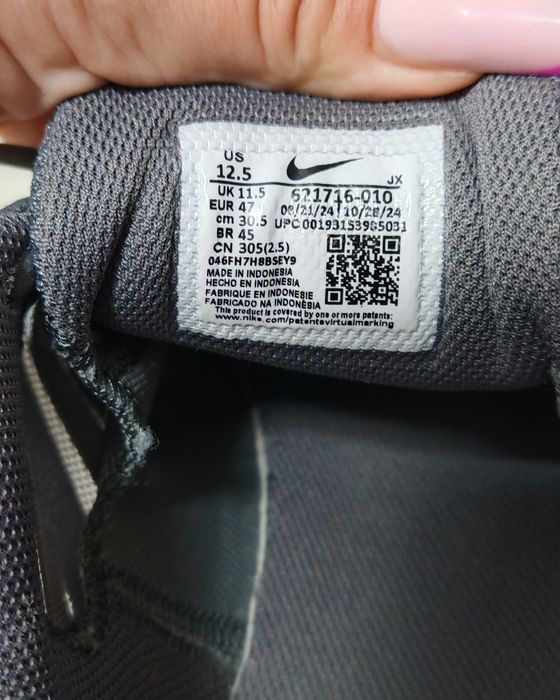 US
12.5
JX
UK 11.5 621716-010
EUR 47 08/21/24 10/28/24
cm 30.5 UPC 00193153985031
BR 45
CN 305(2.5)
046FH7H8BSEY9
MADE IN INDONESIA
HECHO EN INDONESIA
FABRIQUE EN INDONESIE
FABRICADO NA INDONÉSIA
This product is covered by one or more patents:
www.nike.com/patentsvirtualmarking